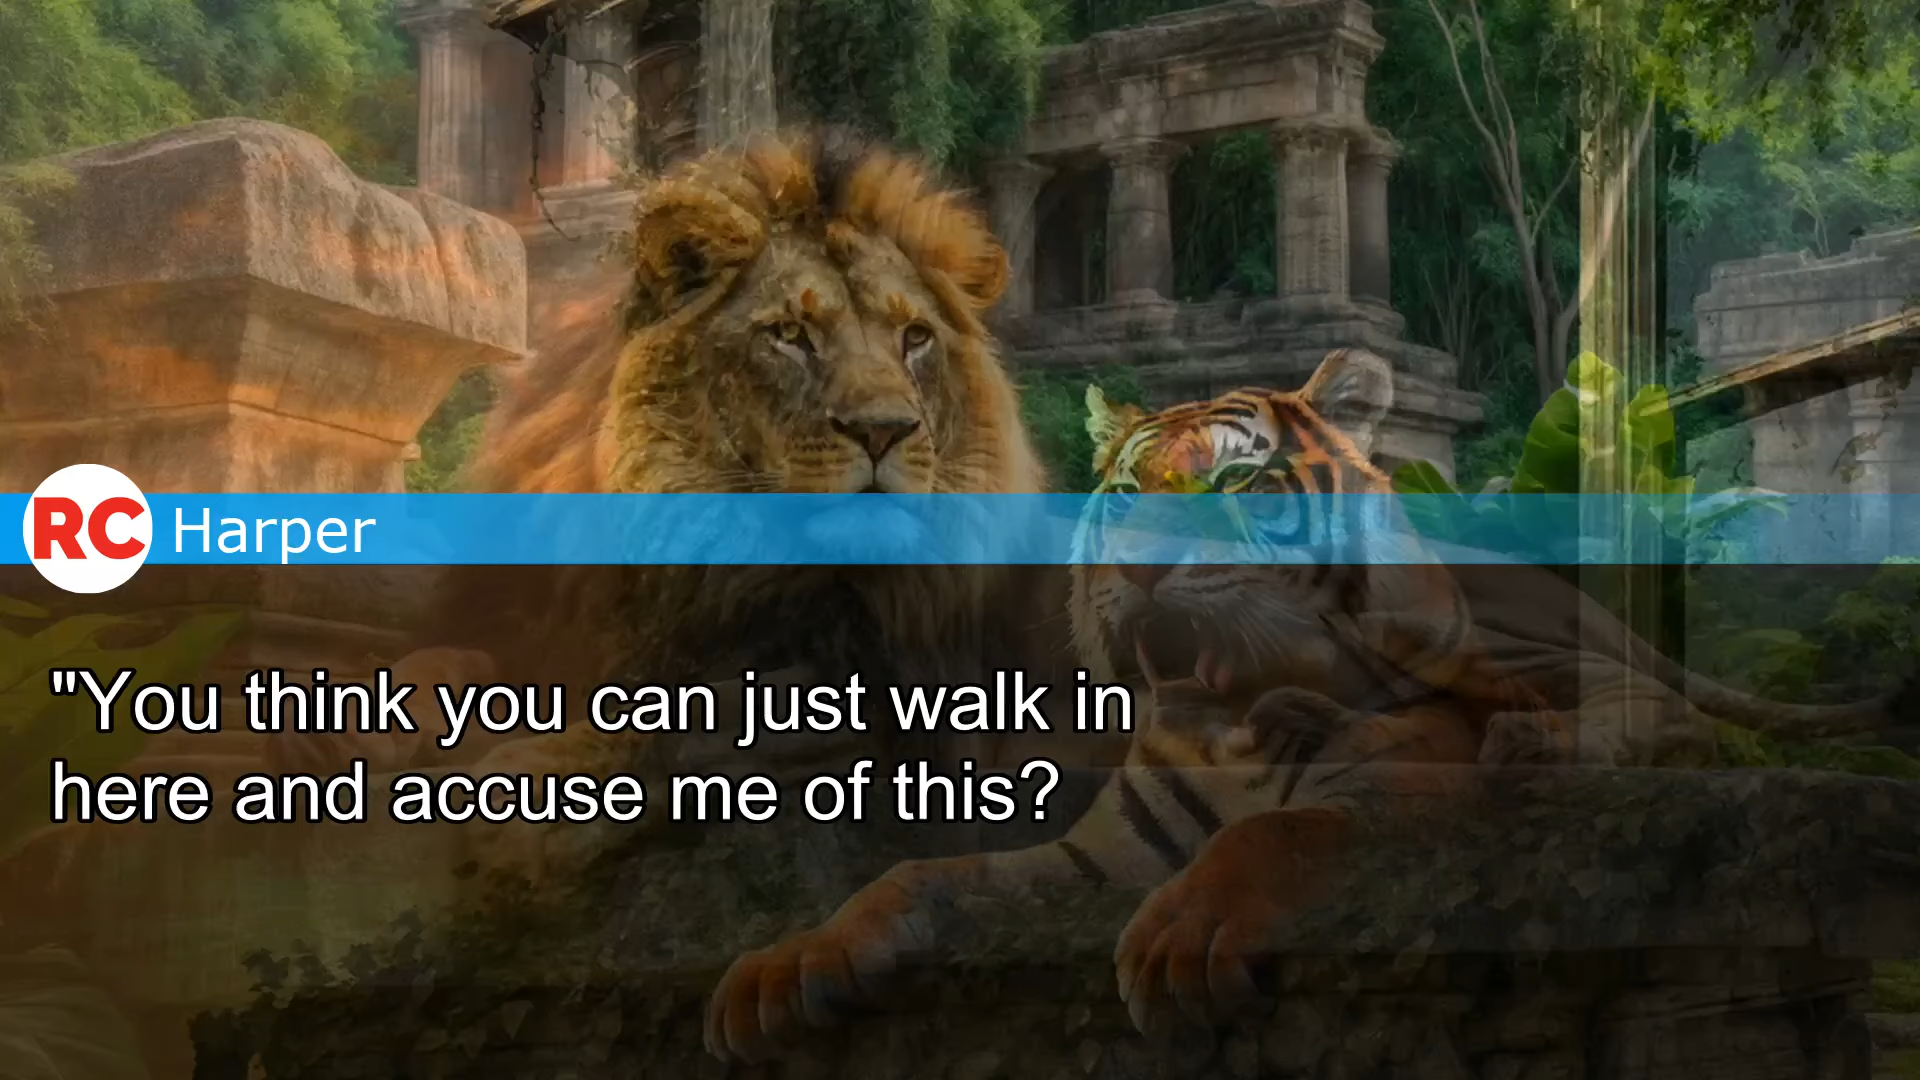 RC Harper
"You think you can just walk in
here and accuse me of this?